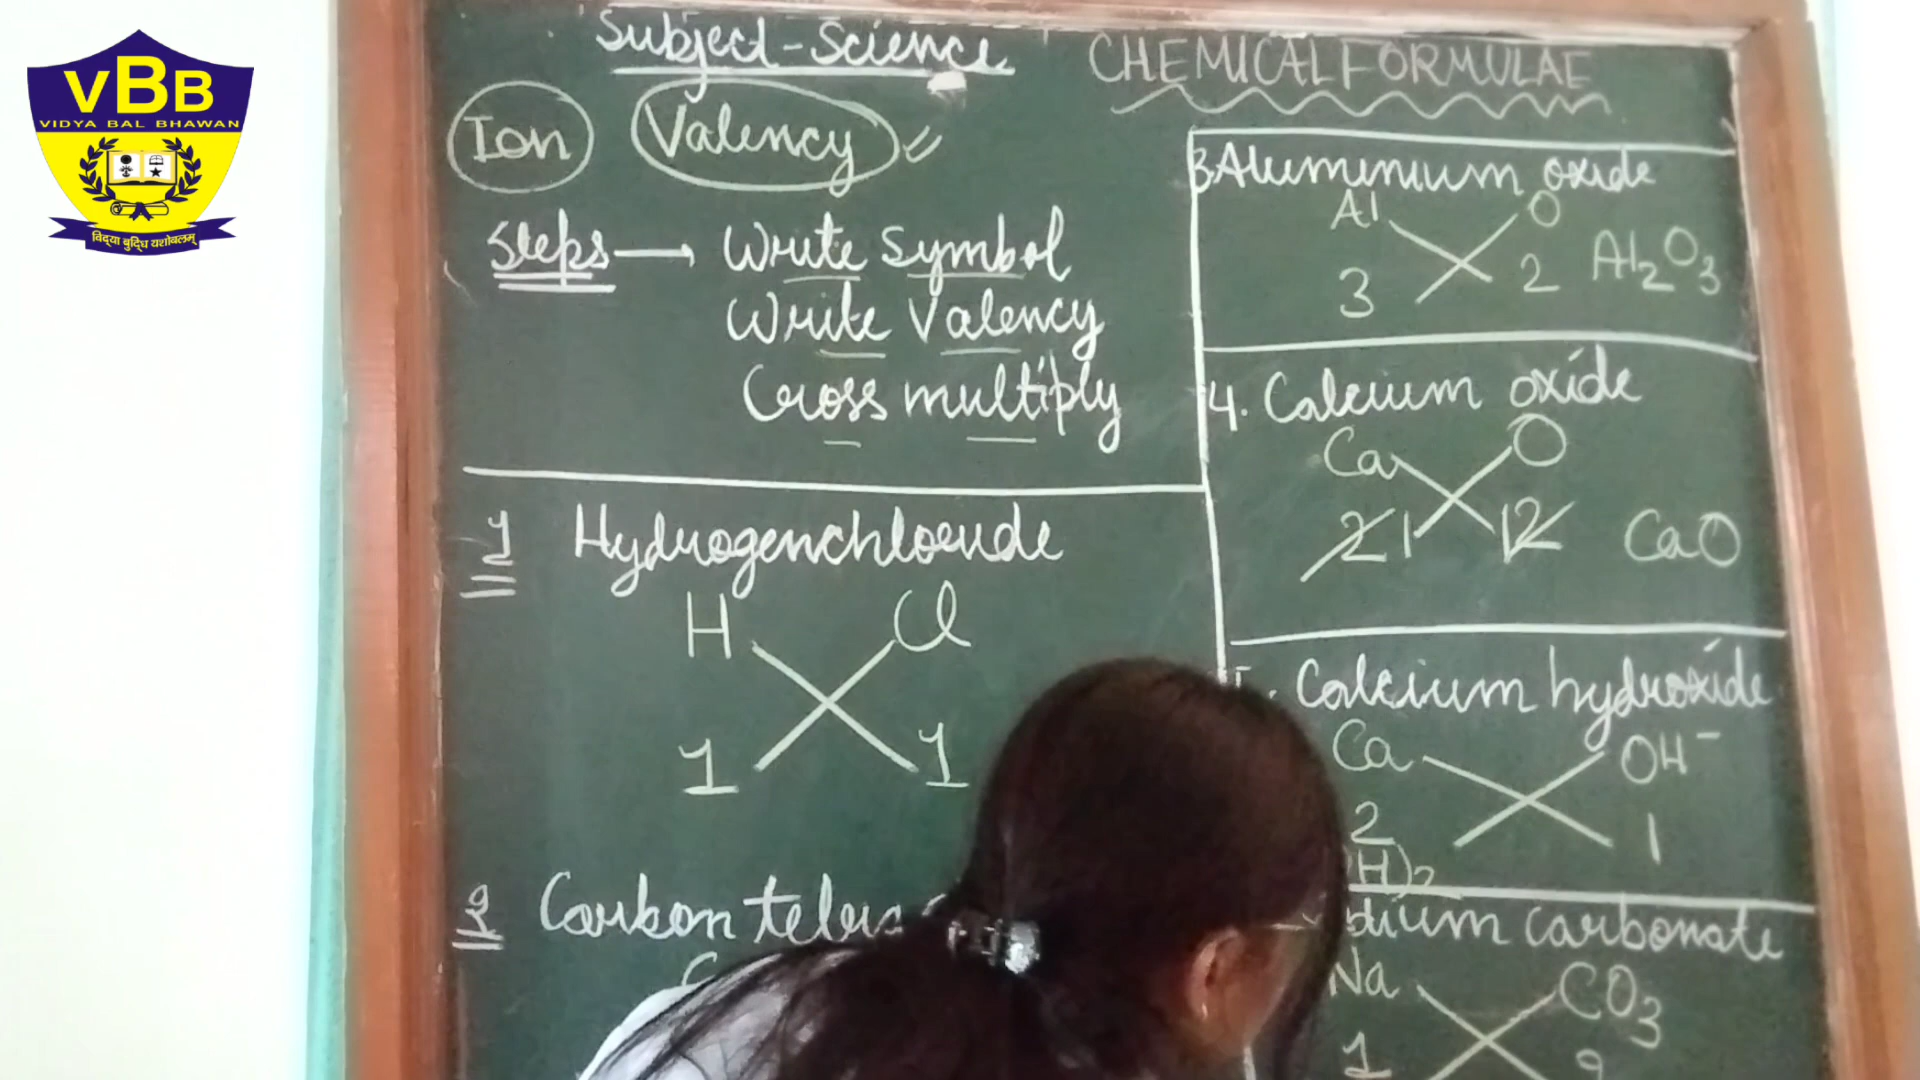 VBB
VIDYA BAL BHAWAN
विद्या बुद्धि यशोबलम्
Subject-Science
CHEMICAL FORMULAE
Ion Valency
Steps → Write Symbol
Write Valency
Cross multiply
1 Hydrogenchloride
H Cl
1 1
2 Carbon
3 Aluminium oxide
Al O
3 2 Al2O3
4. Calcium oxide
Ca O
2 1 1 2 CaO
Calcium hydroxide
Ca OH⁻
2 1
H)2
dium carbonate
Na CO3
1